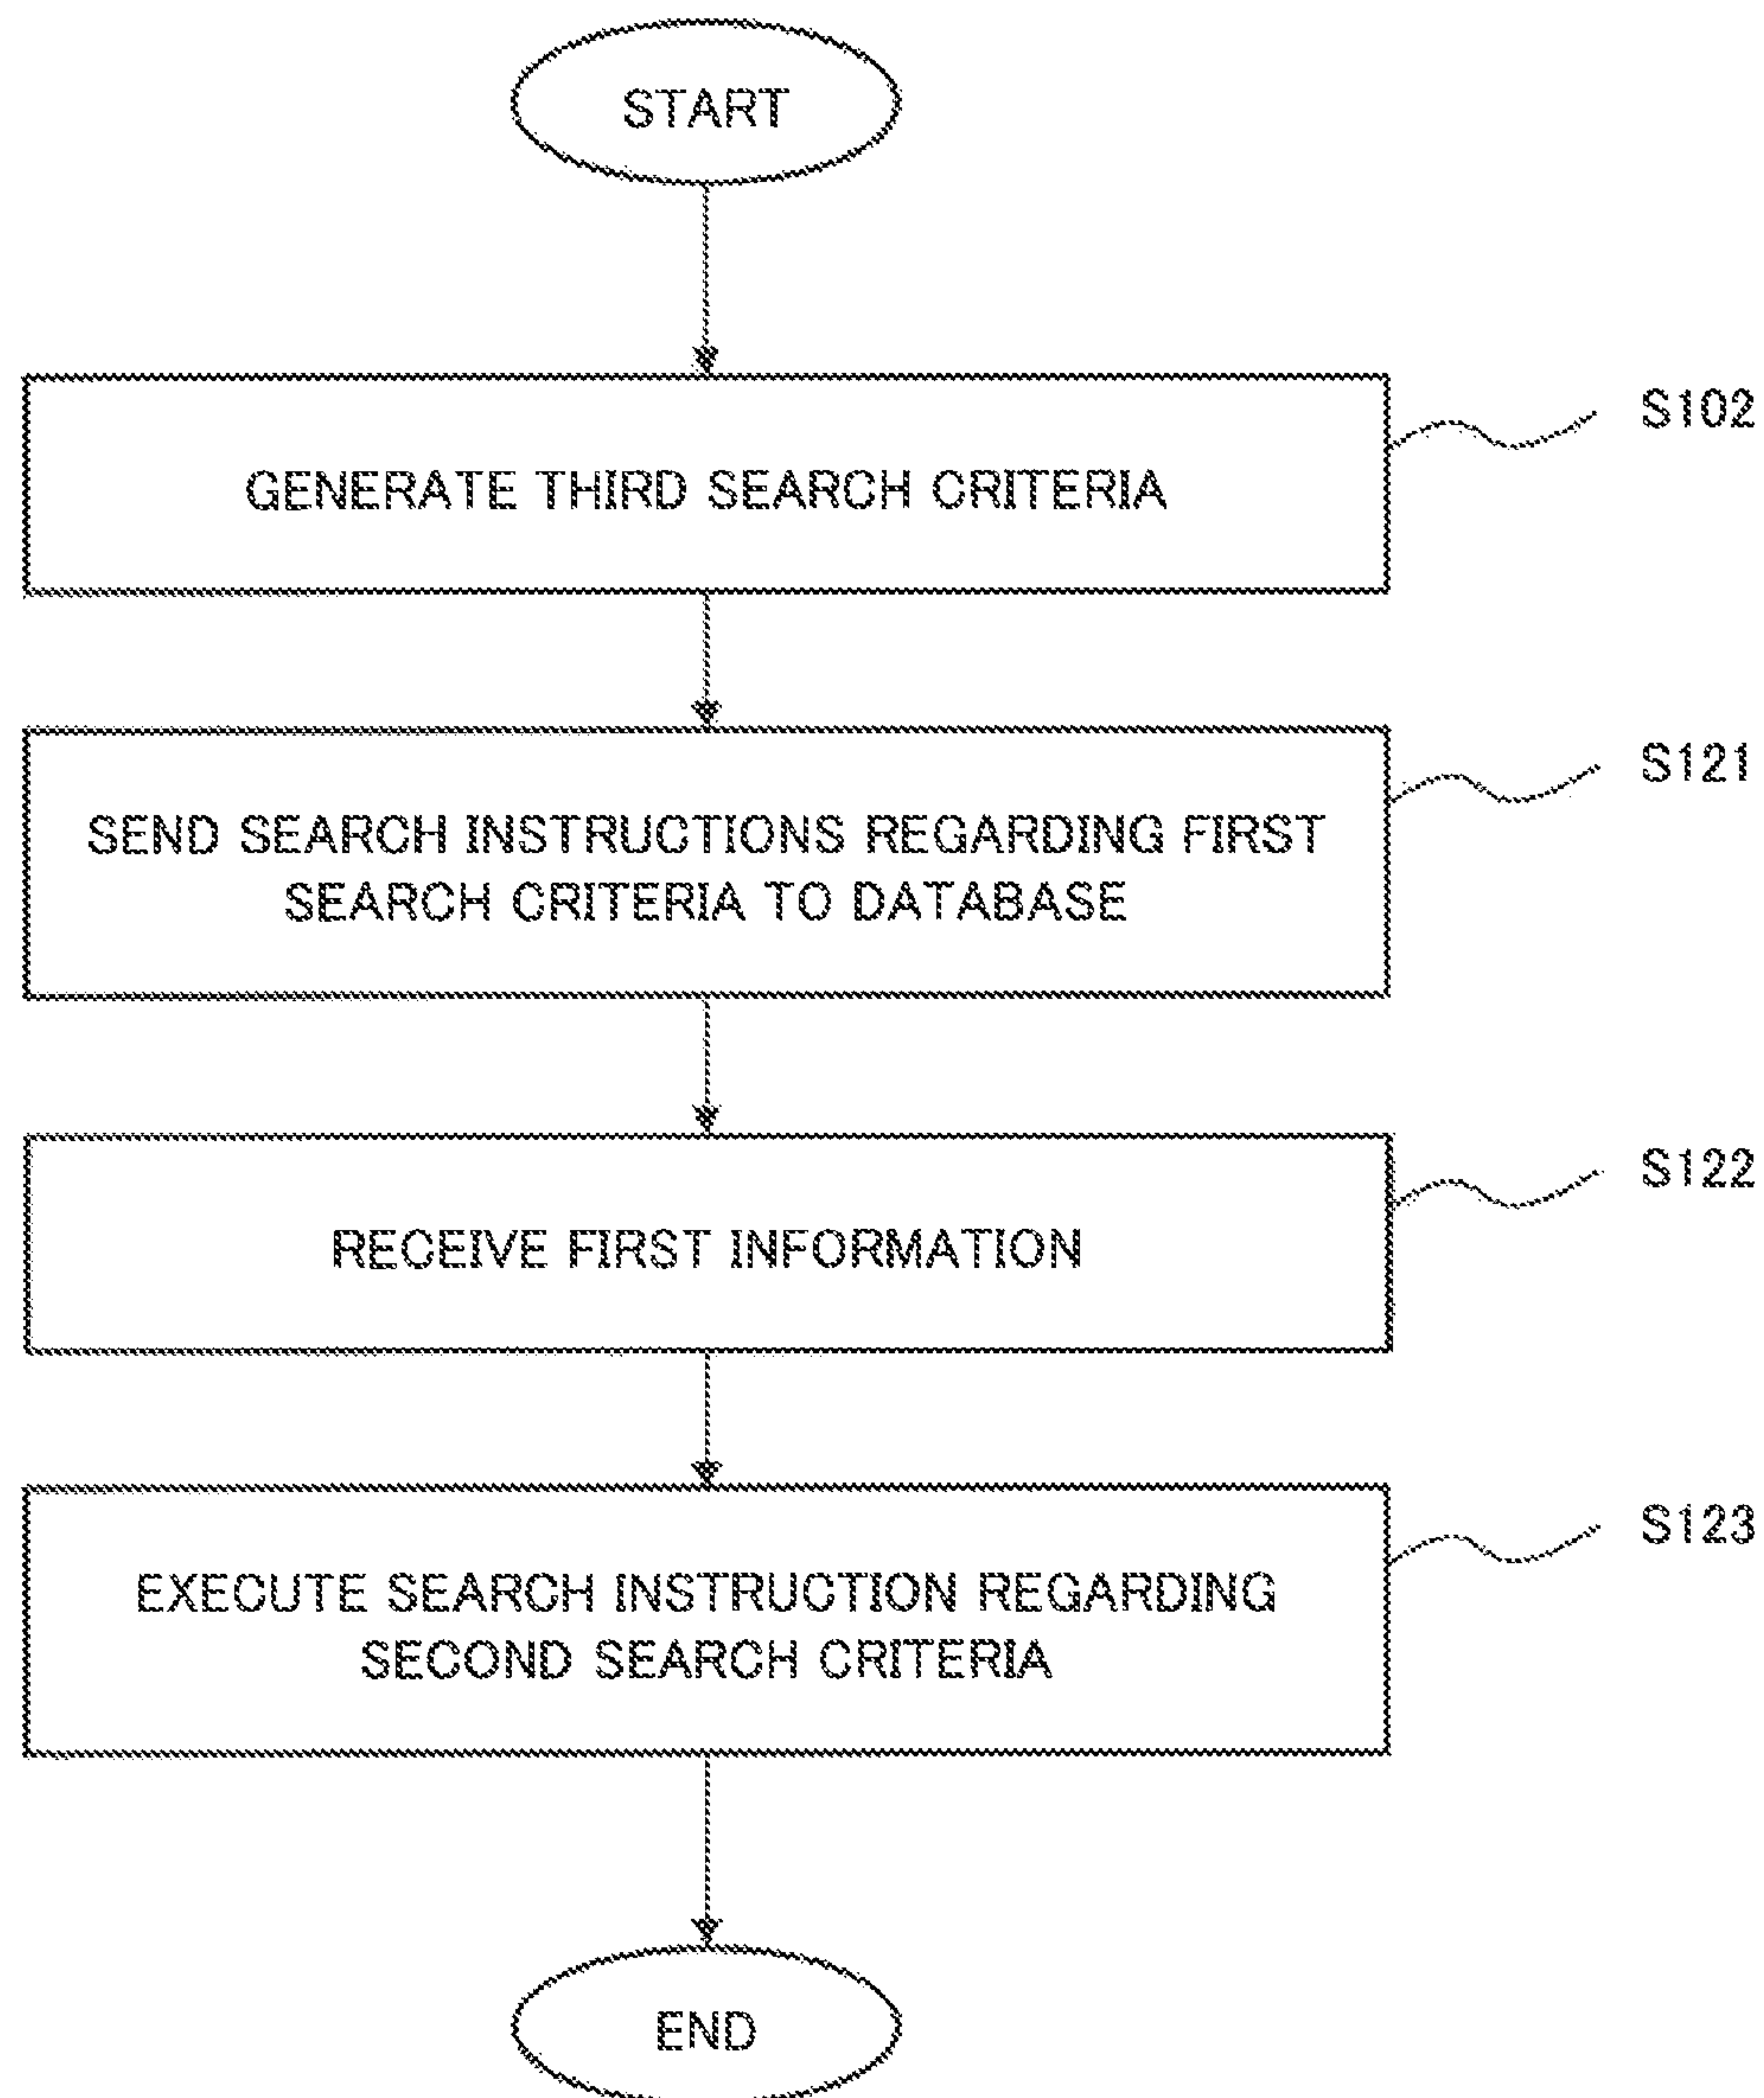 START
S102
GENERATE THIRD SEARCH CRITERIA
S121
SEND SEARCH INSTRUCTIONS REGARDING FIRST
SEARCH CRITERIA TO DATABASE
S122
RECEIVE FIRST INFORMATION
S123
EXECUTE SEARCH INSTRUCTION REGARDING
SECOND SEARCH CRITERIA
END